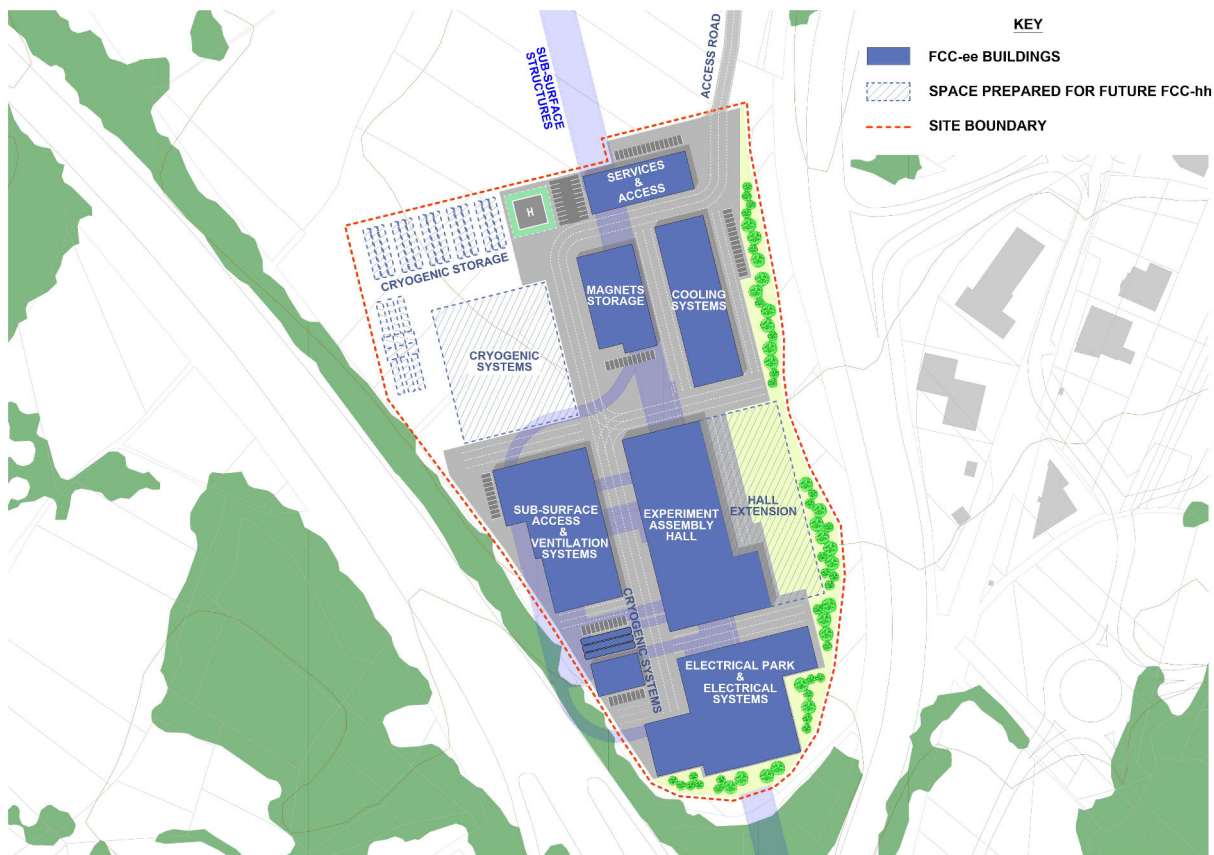 KEY
FCC-ee BUILDINGS
SPACE PREPARED FOR FUTURE FCC-hh
SITE BOUNDARY
SUB-SURFACE
STRUCTURES
ACCESS ROAD
SERVICES
&
ACCESS
H
CRYOGENIC STORAGE
MAGNETS
STORAGE
COOLING
SYSTEMS
CRYOGENIC
SYSTEMS
SUB-SURFACE
ACCESS
&
VENTILATION
SYSTEMS
EXPERIMENT
ASSEMBLY
HALL
HALL
EXTENSION
CRYOGENIC SYSTEMS
ELECTRICAL PARK
&
ELECTRICAL
SYSTEMS